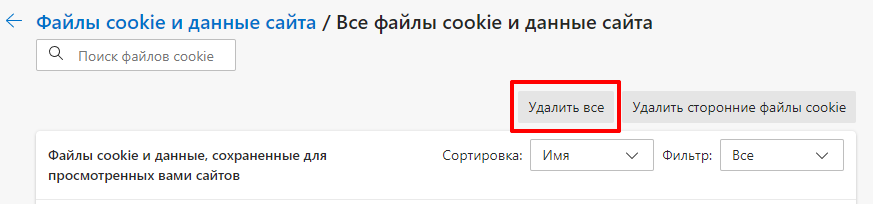 Файлы cookie и данные сайта / Все файлы cookie и данные сайта
Поиск файлов cookie
Удалить все Удалить сторонние файлы cookie
Файлы cookie и данные, сохраненные для просмотренных вами сайтов
Сортировка: Имя Фильтр: Все